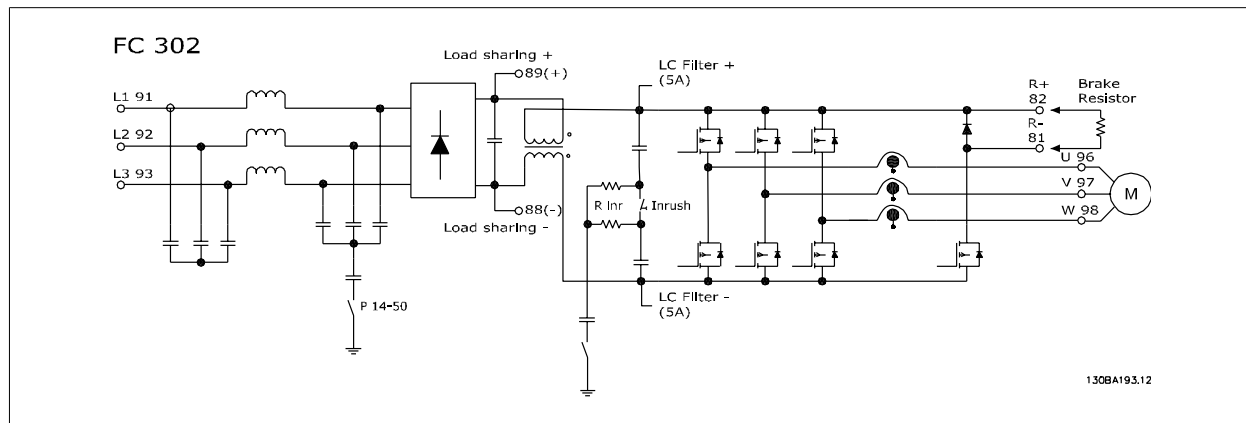 FC 302
Load sharing +
89(+)
LC Filter +
(5A)
R+
82
Brake
Resistor
L1 91
L2 92
L3 93
R-
81
U 96
V 97
W 98
M
R Inr
Inrush
88(-)
Load sharing -
LC Filter -
(5A)
P 14-50
130BA193.12